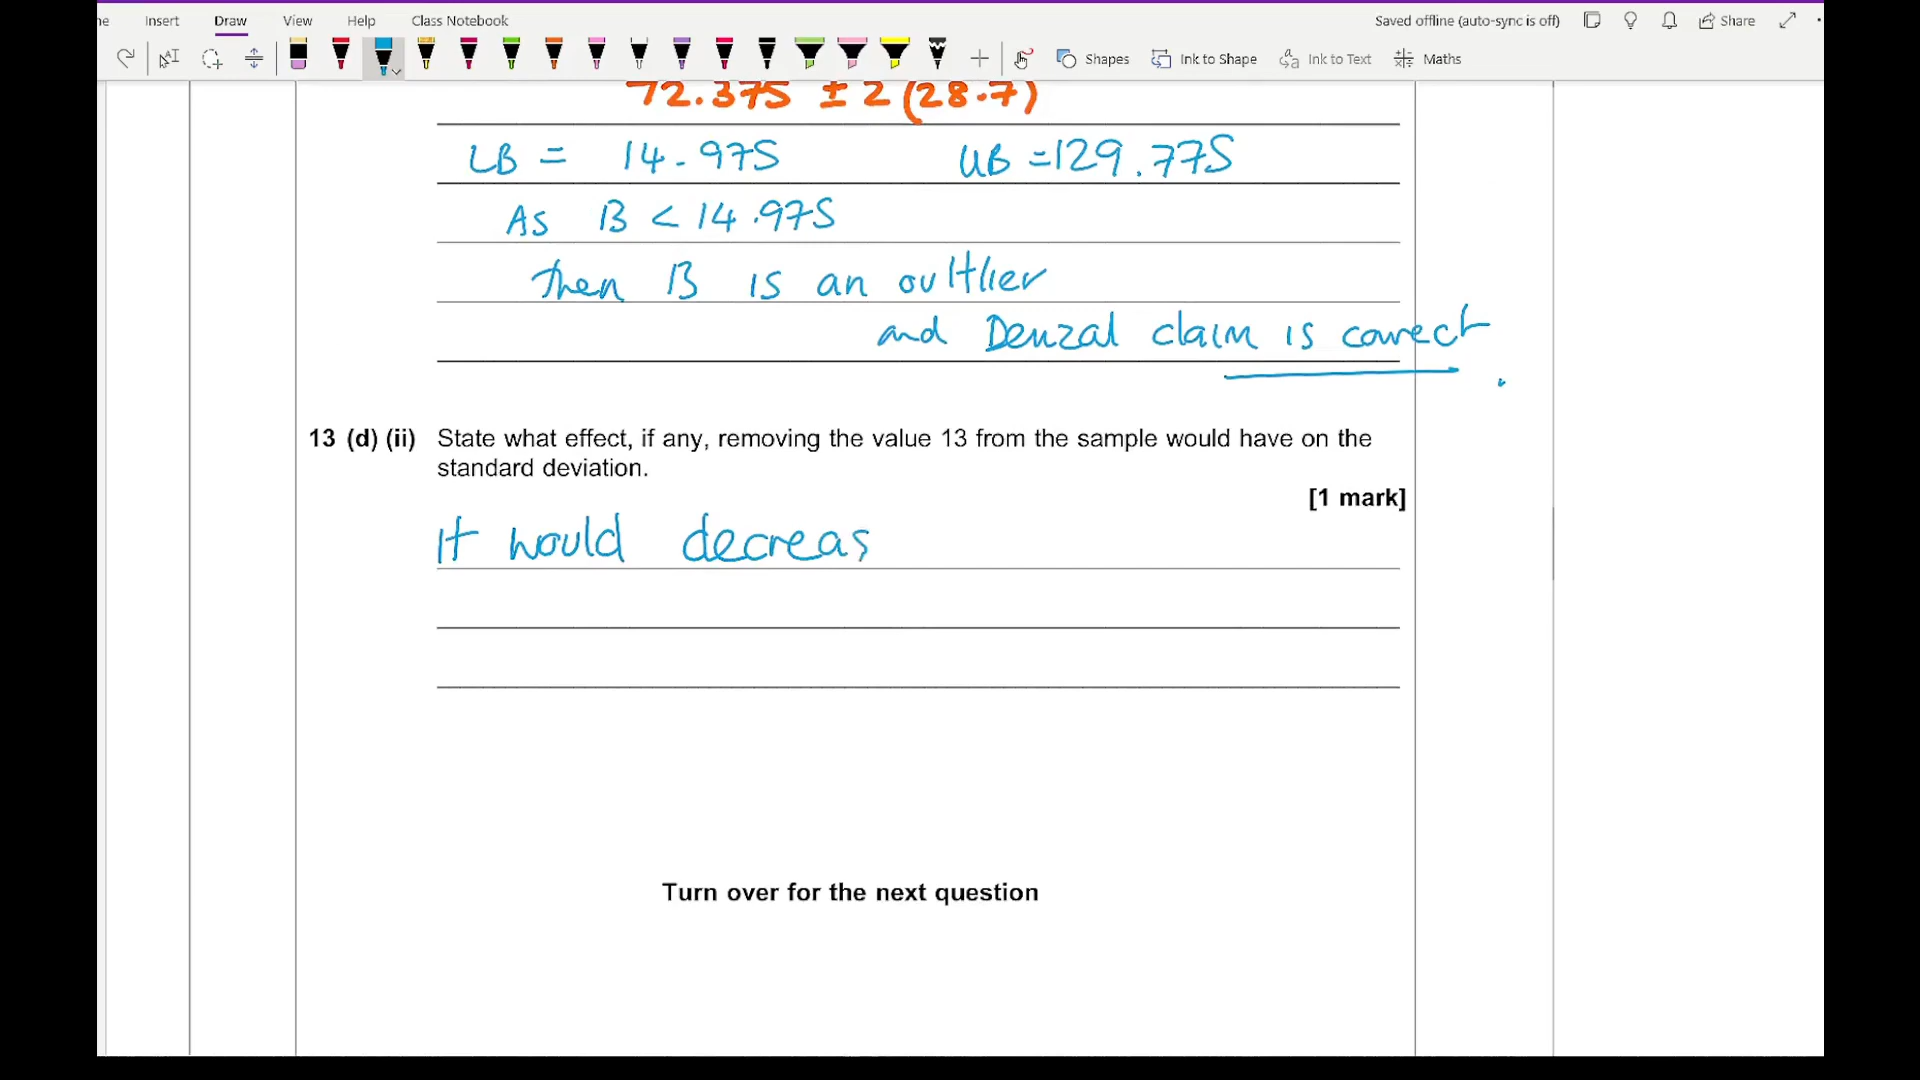 Insert Draw View Help Class Notebook Saved offline (auto-sync is off) Share
Shapes Ink to Shape Ink to Text Maths
72.375 ± 2 (28.7)
LB = 14.975 UB = 129.775
As 13 < 14.975
Then 13 is an oultlier
and Denzal claim is correct.
13 (d) (ii) State what effect, if any, removing the value 13 from the sample would have on the
standard deviation.
[1 mark]
It would decreas
Turn over for the next question